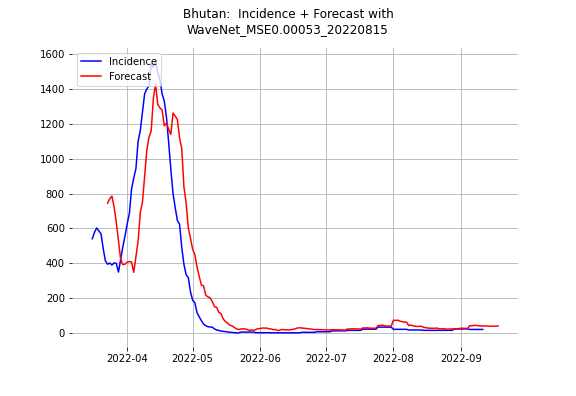 Bhutan:  Incidence + Forecast with
WaveNet_MSE0.00053_20220815
Incidence
Forecast
1600
1400
1200
1000
800
600
400
200
0
2022-04 2022-05 2022-06 2022-07 2022-08 2022-09